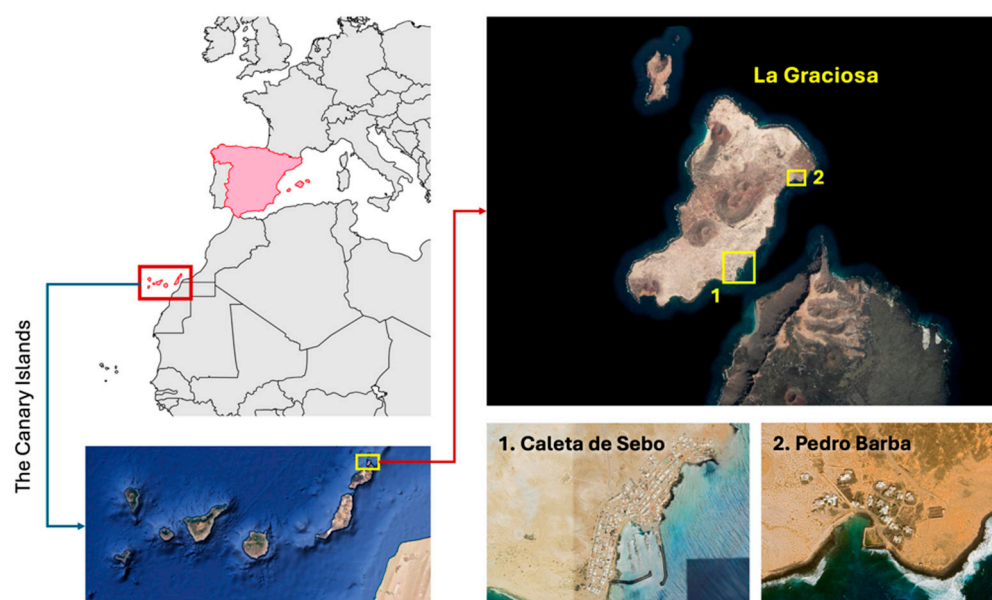 La Graciosa
2
1
The Canary Islands
1. Caleta de Sebo
2. Pedro Barba